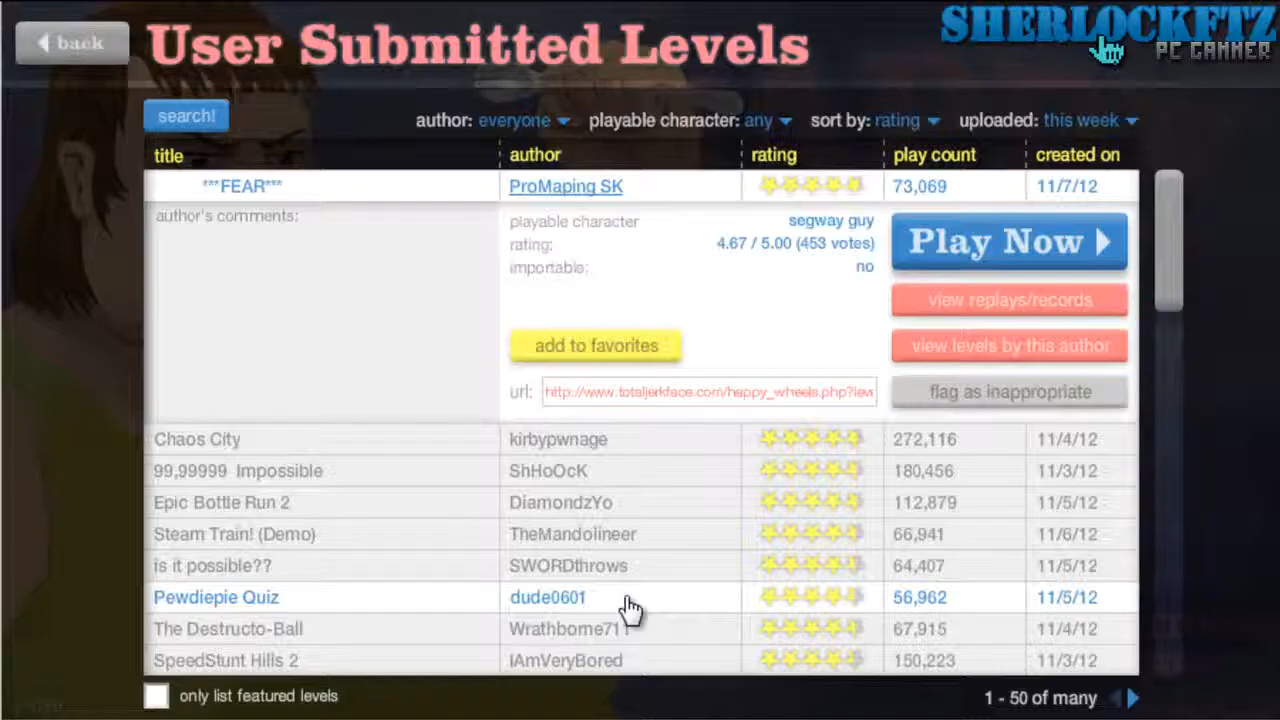 back
User Submitted Levels
SHERLOCKFTZ
PC GAMMER
search!
author: everyone playable character: any sort by: rating uploaded: this week
title author rating play count created on
***FEAR*** ProMaping SK 73,069 11/7/12
author's comments:
playable character segway guy
rating: 4.67 / 5.00 (453 votes)
importable: no
Play Now
view replays/records
add to favorites
view levels by this author
url: http://www.totaljerkface.com/happy_wheels.php?lev
flag as inappropriate
Chaos City kirbypwnage 272,116 11/4/12
99,99999 Impossible ShHoOcK 180,456 11/3/12
Epic Bottle Run 2 DiamondzYo 112,879 11/5/12
Steam Train! (Demo) TheMandolineer 66,941 11/6/12
is it possible?? SWORDthrows 64,407 11/5/12
Pewdiepie Quiz dude0601 56,962 11/5/12
The Destructo-Ball 67,915 11/4/12
SpeedStunt Hills 2 IAmVeryBored 150,223 11/3/12
only list featured levels
1 - 50 of many